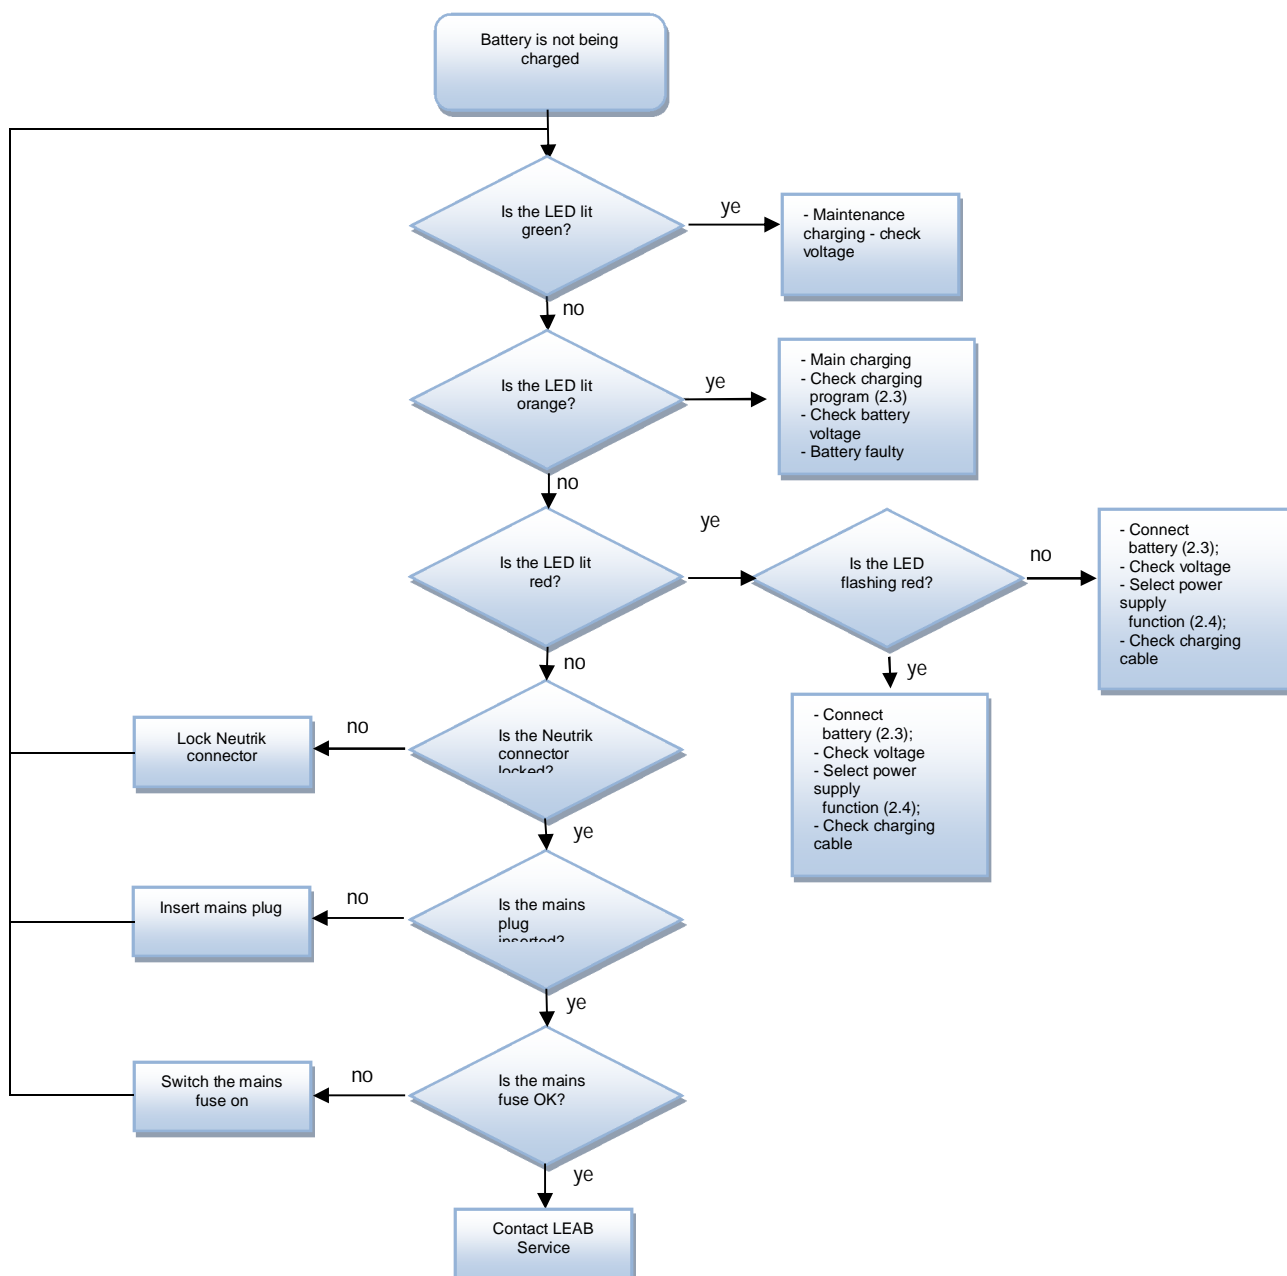 Battery is not being
charged
Is the LED lit
green?
ye
- Maintenance
charging - check
voltage
no
Is the LED lit
orange?
ye
- Main charging
- Check charging
program (2.3)
- Check battery
voltage
- Battery faulty
no
Is the LED lit
red?
ye
Is the LED
flashing red?
no
- Connect
battery (2.3);
- Check voltage
- Select power
supply
function (2.4);
- Check charging
cable
ye
- Connect
battery (2.3);
- Check voltage
- Select power
supply
function (2.4);
- Check charging
cable
no
Is the Neutrik
connector
locked?
no
Lock Neutrik
connector
ye
Is the mains
plug
inserted?
no
Insert mains plug
ye
Is the mains
fuse OK?
no
Switch the mains
fuse on
ye
Contact LEAB
Service